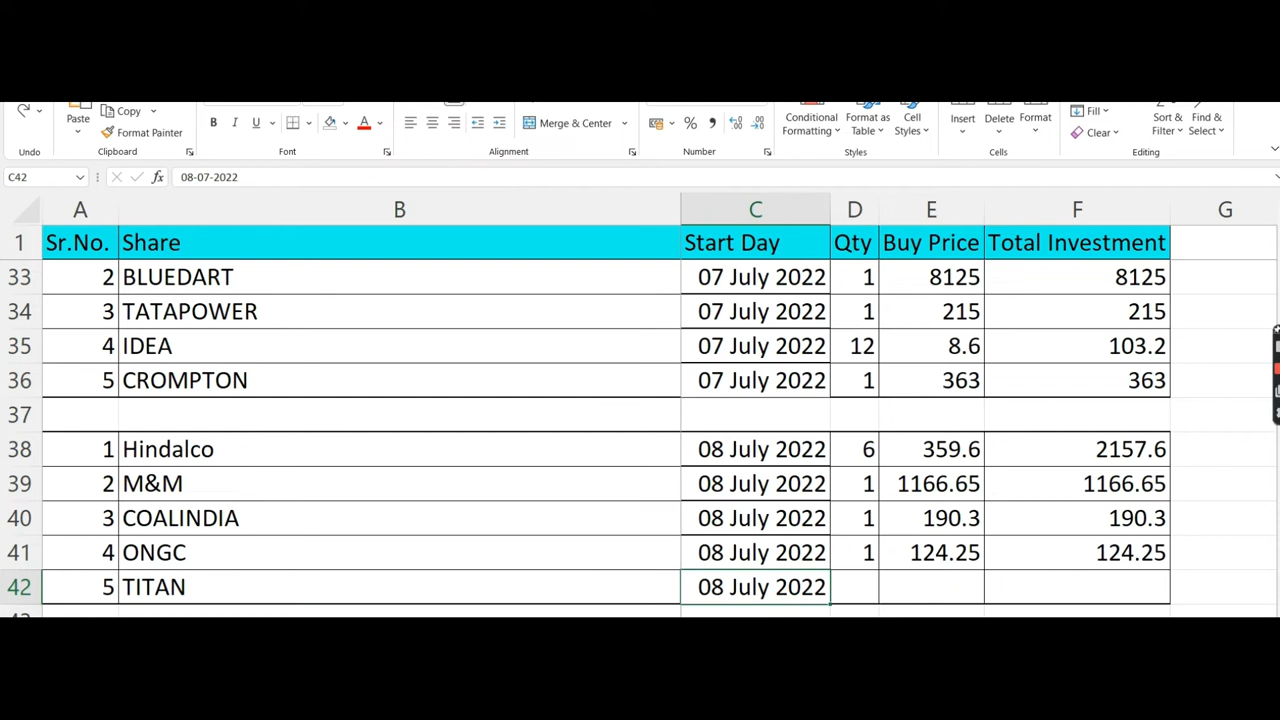 Copy
Paste
Format Painter
B I U A
Merge & Center
%
Conditional Formatting
Format as Table
Cell Styles
Insert
Delete
Format
Fill
Clear
Sort & Filter
Find & Select
Undo
Clipboard
Font
Alignment
Number
Styles
Cells
Editing
C42 fx 08-07-2022
A B C D E F G
1 Sr.No. Share Start Day Qty Buy Price Total Investment
33 2 BLUEDART 07 July 2022 1 8125 8125
34 3 TATAPOWER 07 July 2022 1 215 215
35 4 IDEA 07 July 2022 12 8.6 103.2
36 5 CROMPTON 07 July 2022 1 363 363
37
38 1 Hindalco 08 July 2022 6 359.6 2157.6
39 2 M&M 08 July 2022 1 1166.65 1166.65
40 3 COALINDIA 08 July 2022 1 190.3 190.3
41 4 ONGC 08 July 2022 1 124.25 124.25
42 5 TITAN 08 July 2022